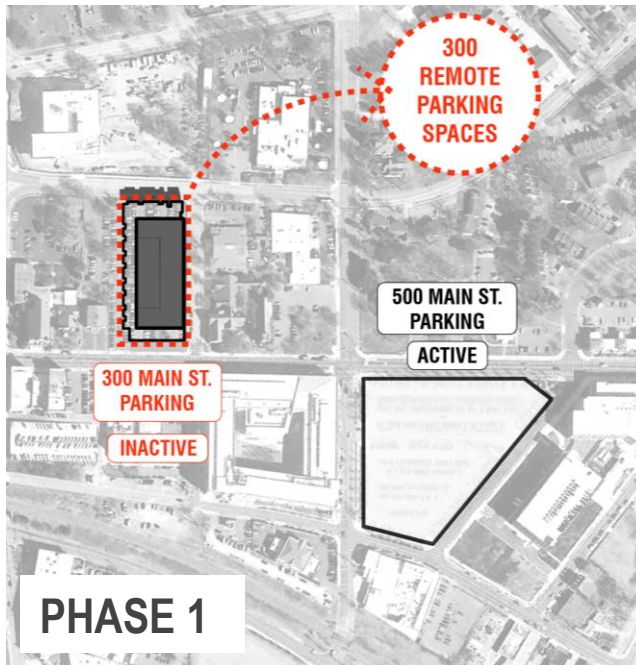 300
REMOTE
PARKING
SPACES
500 MAIN ST.
PARKING
ACTIVE
300 MAIN ST.
PARKING
INACTIVE
PHASE 1